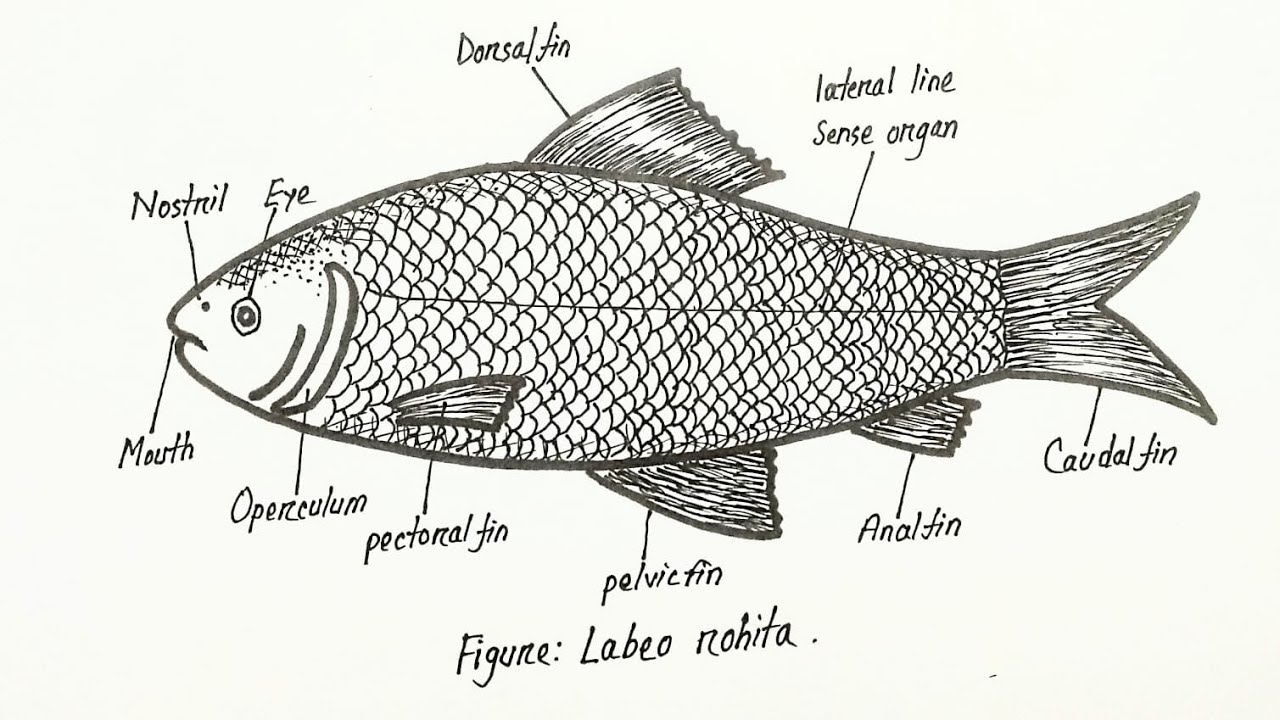 Dorsal fin
lateral line
Sense organ
Nostril
Eye
Mouth
Operculum
pectoral fin
pelvic fin
Anal fin
Caudal fin
Figure: Labeo rohita.